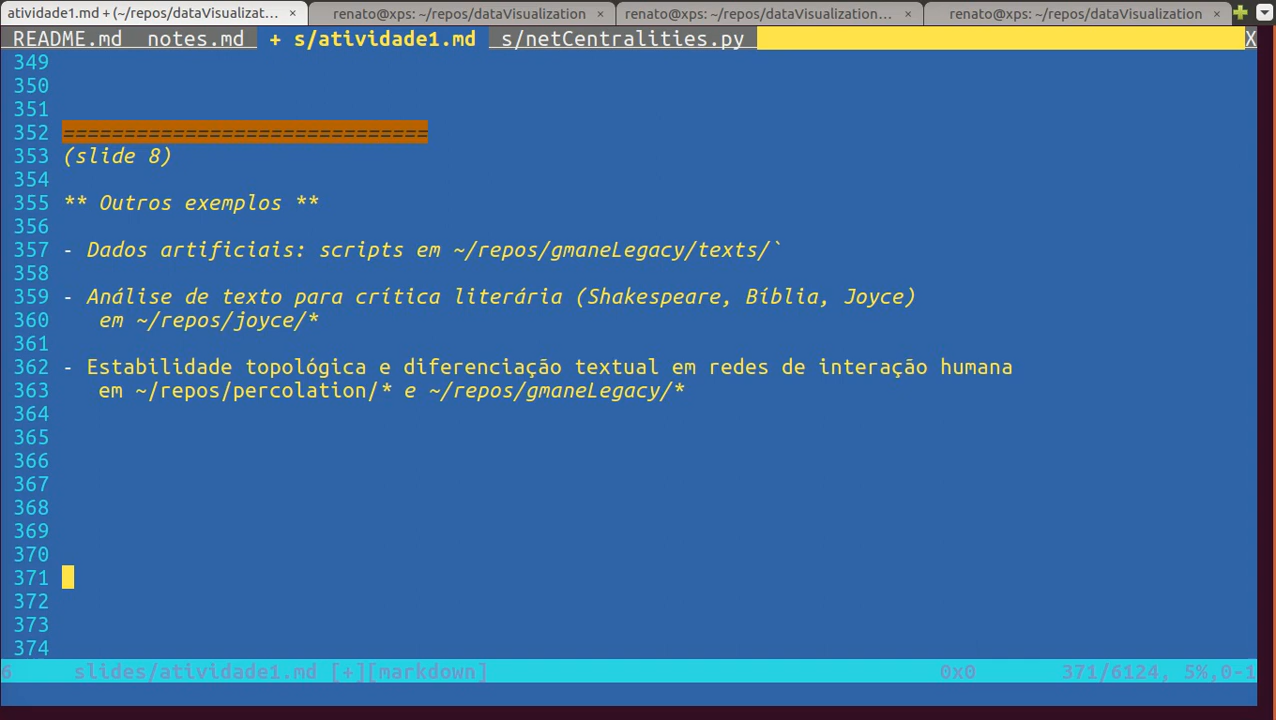 atividade1.md + (~/repos/dataVisualizat… × renato@xps: ~/repos/dataVisualization × renato@xps: ~/repos/dataVisualization… × renato@xps: ~/repos/dataVisualization ×
README.md notes.md + s/atividade1.md s/netCentralities.py X
349
350
351
352 ==============================
353 (slide 8)
354
355 ** Outros exemplos **
356
357 - Dados artificiais: scripts em ~/repos/gmaneLegacy/texts/`
358
359 - Análise de texto para crítica literária (Shakespeare, Bíblia, Joyce)
360 em ~/repos/joyce/*
361
362 - Estabilidade topológica e diferenciação textual em redes de interação humana
363 em ~/repos/percolation/* e ~/repos/gmaneLegacy/*
364
365
366
367
368
369
370
371
372
373
374
6 slides/atividade1.md [+][markdown] 0x0 371/6124, 5%,0-1